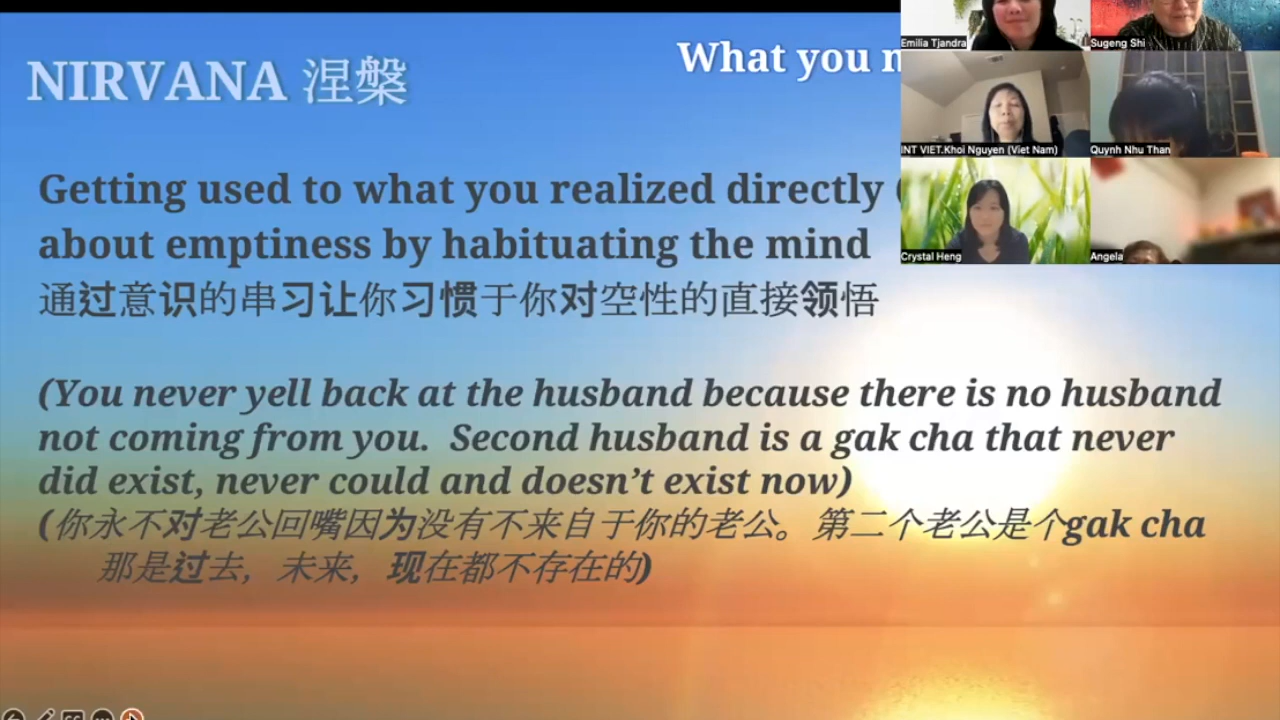 NIRVANA 涅槃
What you
Getting used to what you realized directly
about emptiness by habituating the mind
通过意识的串习让你习惯于你对空性的直接领悟
(You never yell back at the husband because there is no husband
not coming from you. Second husband is a gak cha that never
did exist, never could and doesn’t exist now)
(你永不对老公回嘴因为没有不来自于你的老公。第二个老公是个gak cha
那是过去, 未来, 现在都不存在的)
Emilia Tjandra
Sugeng Shi
INT VIET.Khoi Nguyen (Viet Nam)
Quynh Nhu Than
Crystal Heng
Angela